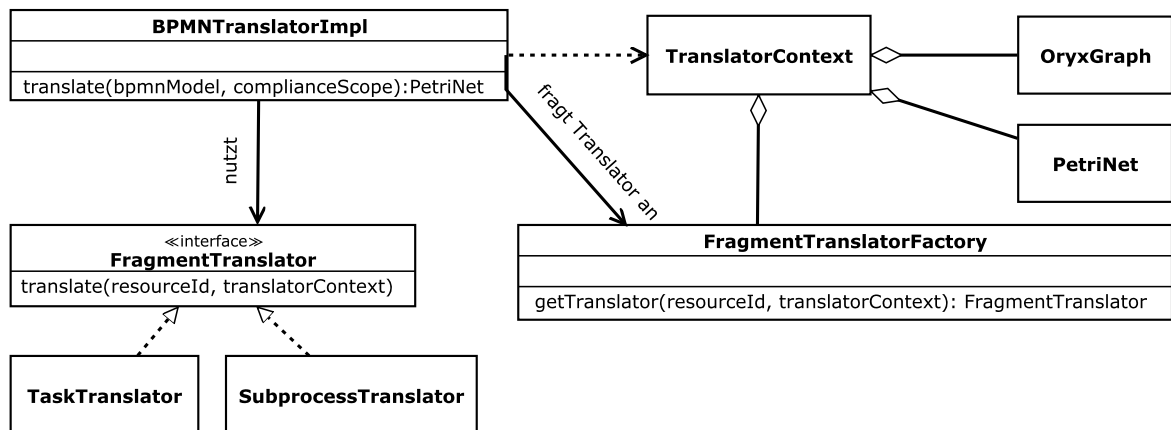 BPMNTranslatorImpl
translate(bpmnModel, complianceScope):PetriNet
TranslatorContext
OryxGraph
PetriNet
nutzt
fragt Translator an
≪interface≫
FragmentTranslator
translate(resourceId, translatorContext)
FragmentTranslatorFactory
getTranslator(resourceId, translatorContext): FragmentTranslator
TaskTranslator
SubprocessTranslator